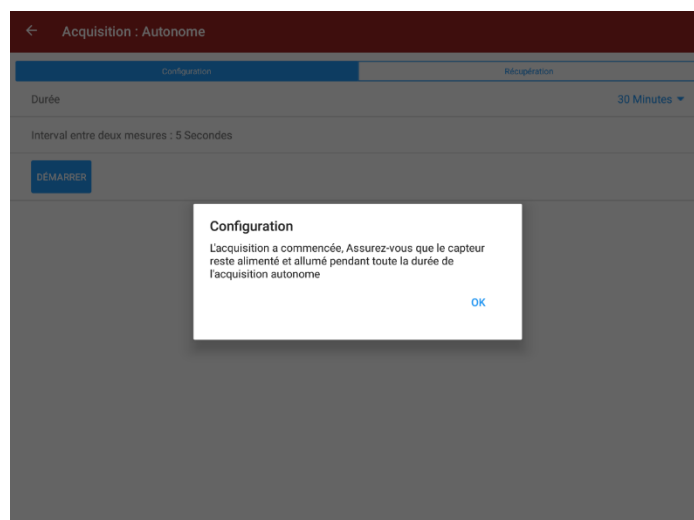 Acquisition : Autonome
Configuration
Récupération
Durée
30 Minutes
Interval entre deux mesures : 5 Secondes
DÉMARRER
Configuration
L'acquisition a commencée, Assurez-vous que le capteur
reste alimenté et allumé pendant toute la durée de
l'acquisition autonome
OK